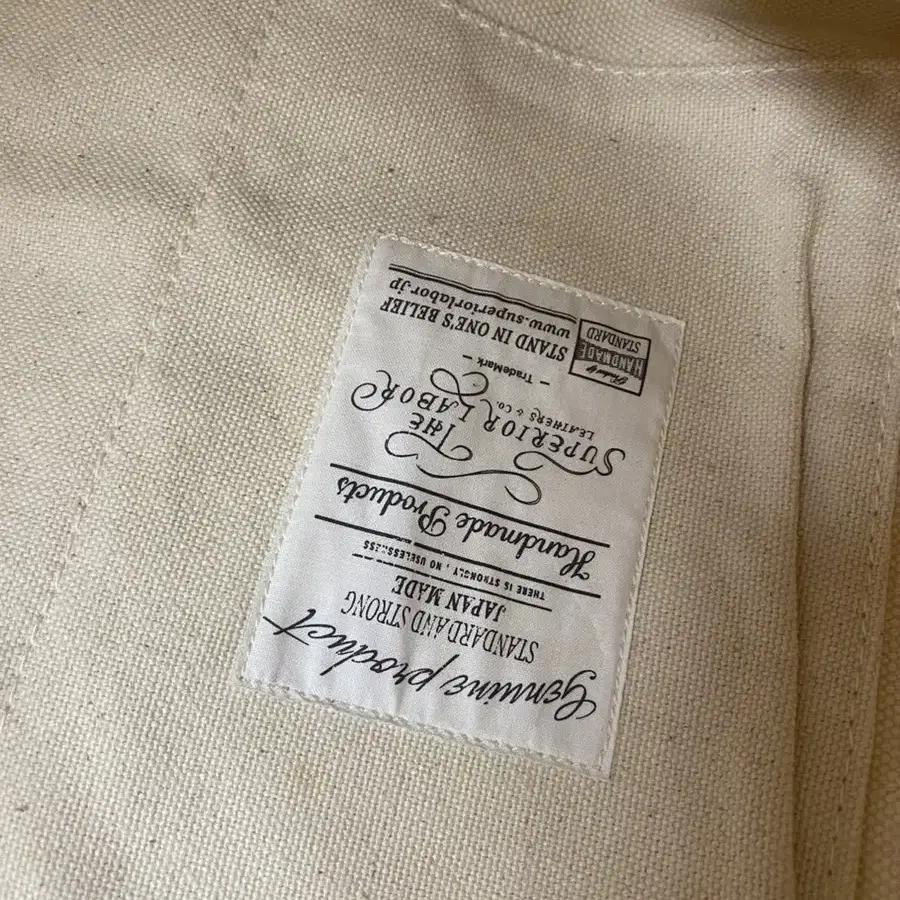 Genuine product
STANDARD AND STRONG
JAPAN MADE
THERE IS STRONGLY, NO USELESSNESS
Handmade Products
THE
SUPERIOR LABOR
LEATHERS & CO.
— TradeMark —
HANDMADE
STANDARD
STAND IN ONE'S BELIEF
www.superiorlabor.jp